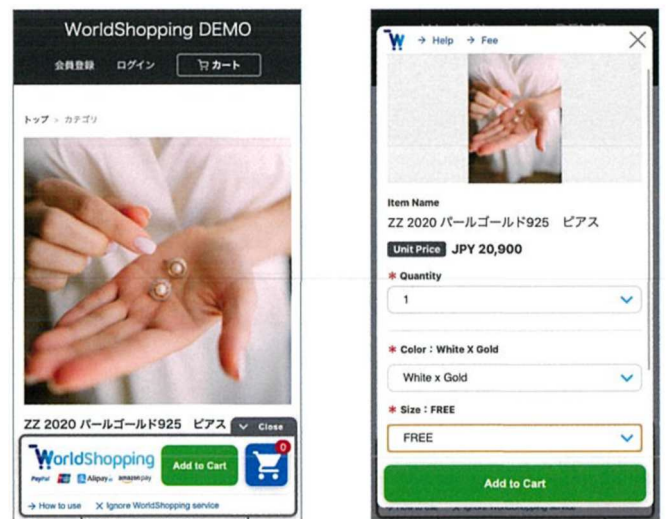 WorldShopping DEMO
会員登録 ログイン カート
トップ > カテゴリ
ZZ 2020 パールゴールド925 ピアス
Close
WorldShopping
PayPal Alipay amazon pay
Add to Cart
0
→ How to use X Ignore WorldShopping service
W → Help → Fee
Item Name
ZZ 2020 パールゴールド925 ピアス
Unit Price JPY 20,900
* Quantity
1
* Color : White X Gold
White x Gold
* Size : FREE
FREE
Add to Cart